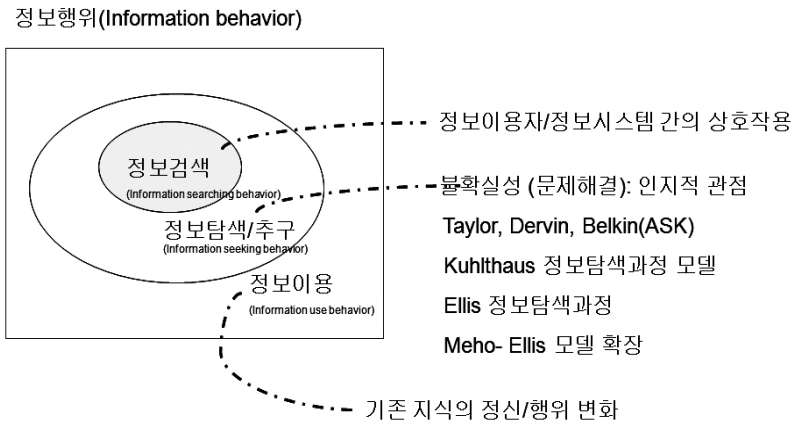 정보행위(Information behavior)
정보이용자/정보시스템 간의 상호작용
정보검색
(Information searching behavior)
불확실성 (문제해결): 인지적 관점
정보탐색/추구
(Information seeking behavior)
Taylor, Dervin, Belkin(ASK)
Kuhlthaus 정보탐색과정 모델
정보이용
(Information use behavior)
Ellis 정보탐색과정
Meho- Ellis 모델 확장
기존 지식의 정신/행위 변화